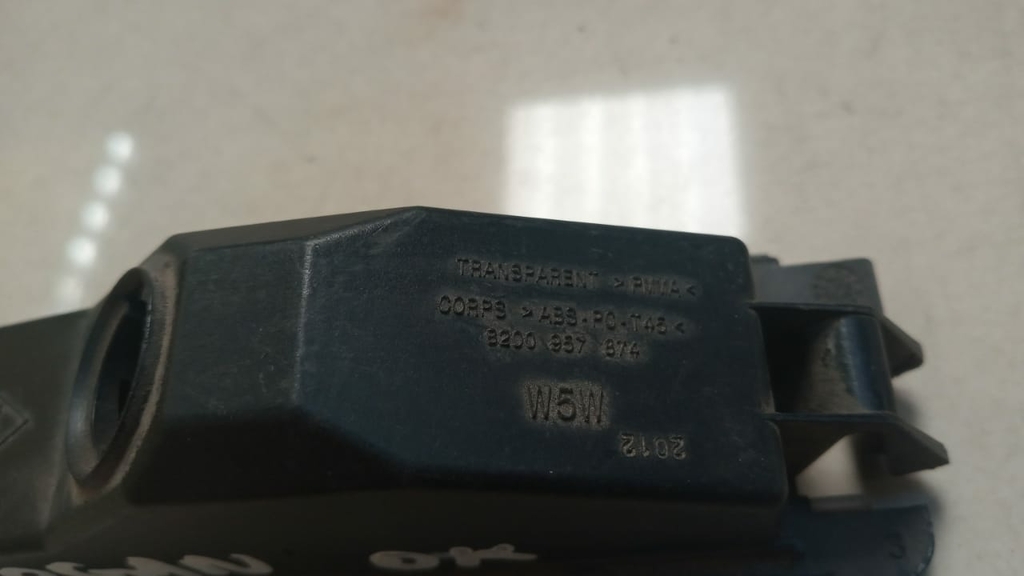 TRANSPARENT >PMMA<
CORPS >ABS-PC-T45<
8200 957 874
W5W
2012